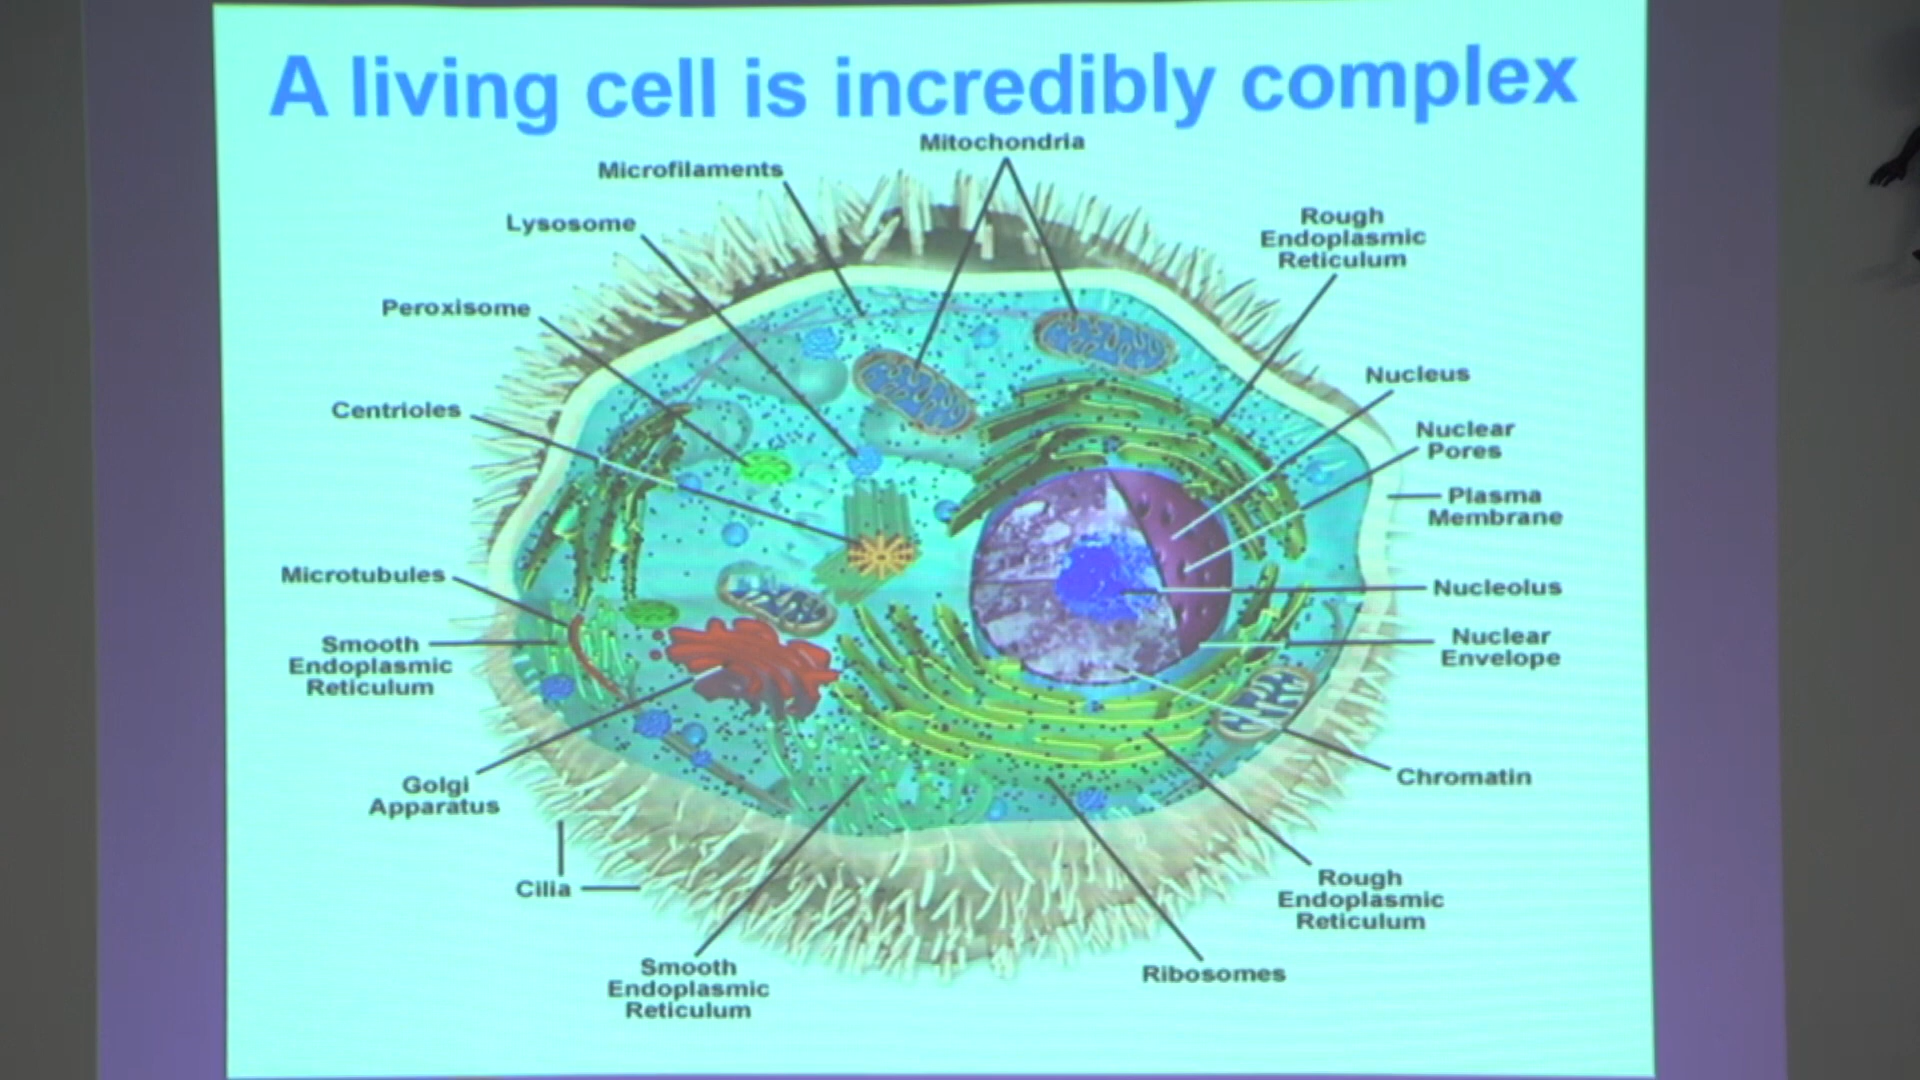 A living cell is incredibly complex
Mitochondria
Microfilaments
Lysosome
Rough
Endoplasmic
Reticulum
Peroxisome
Nucleus
Centrioles
Nuclear
Pores
Plasma
Membrane
Microtubules
Nucleolus
Smooth
Endoplasmic
Reticulum
Nuclear
Envelope
Golgi
Apparatus
Chromatin
Cilia
Rough
Endoplasmic
Reticulum
Smooth
Endoplasmic
Reticulum
Ribosomes